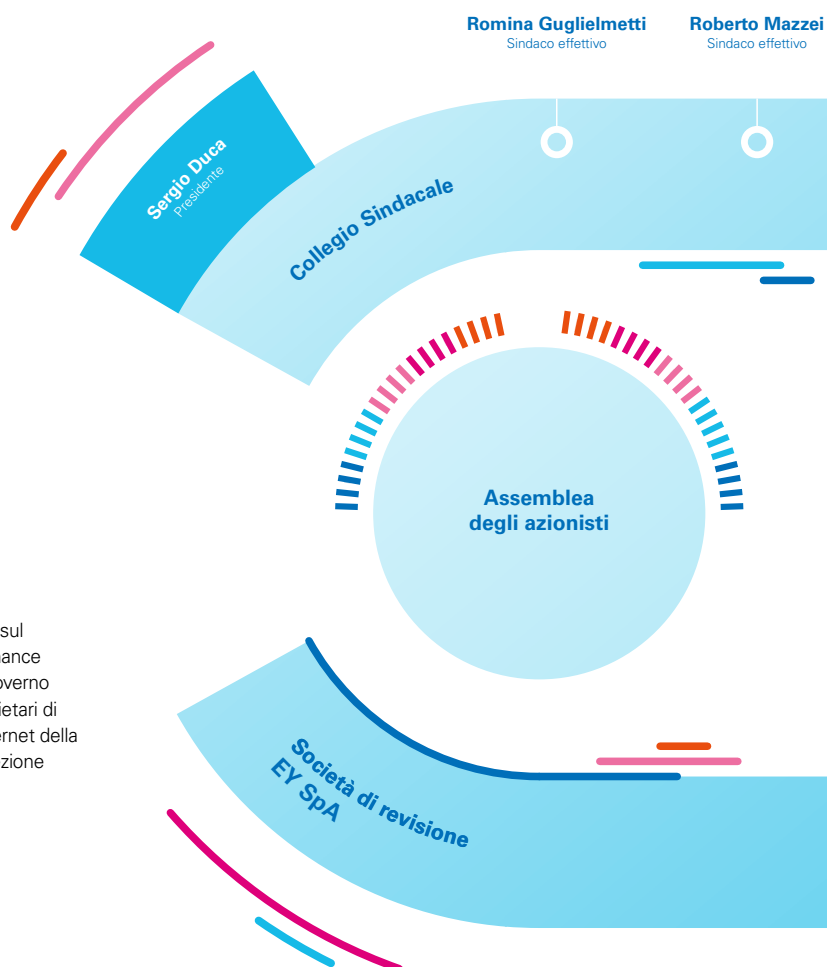 Romina Guglielmetti
Sindaco effettivo
Roberto Mazzei
Sindaco effettivo
Sergio Duca
Presidente
Collegio Sindacale
Assemblea
degli azionisti
sul
nance
overno
ietari di
ernet della
zione
Società di revisione
EY SpA